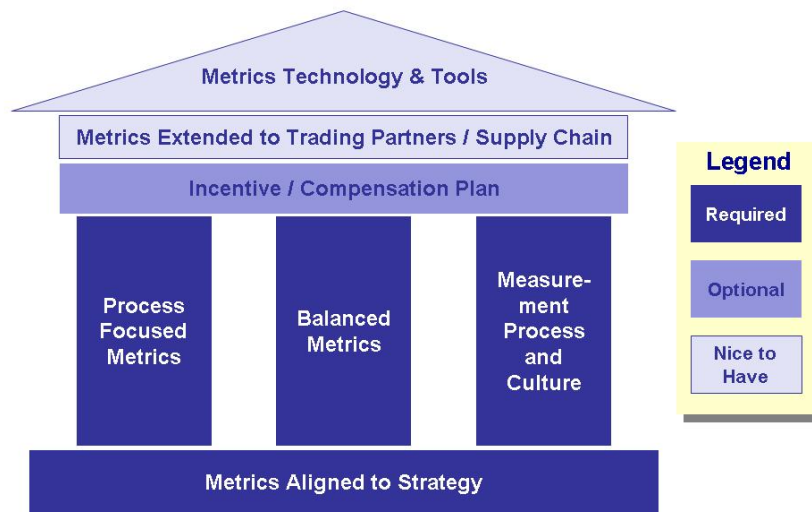 Metrics Technology & Tools
Metrics Extended to Trading Partners / Supply Chain
Incentive / Compensation Plan
Process
Focused
Metrics
Balanced
Metrics
Measure-
ment
Process
and
Culture
Metrics Aligned to Strategy
Legend
Required
Optional
Nice to
Have